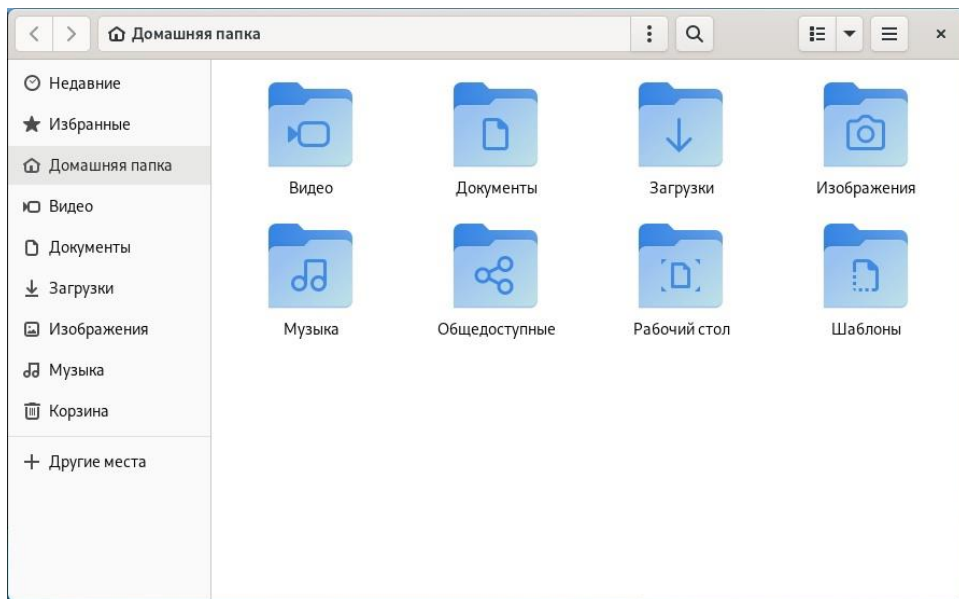 Домашняя папка
Недавние
Избранные
Домашняя папка
Видео
Документы
Загрузки
Изображения
Музыка
Корзина
Другие места
Видео
Документы
Загрузки
Изображения
Музыка
Общедоступные
Рабочий стол
Шаблоны